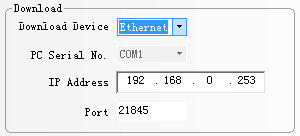 Download
Download Device Ethernet
PC Serial No. COM1
IP Address 192 . 168 . 0 . 253
Port 21845